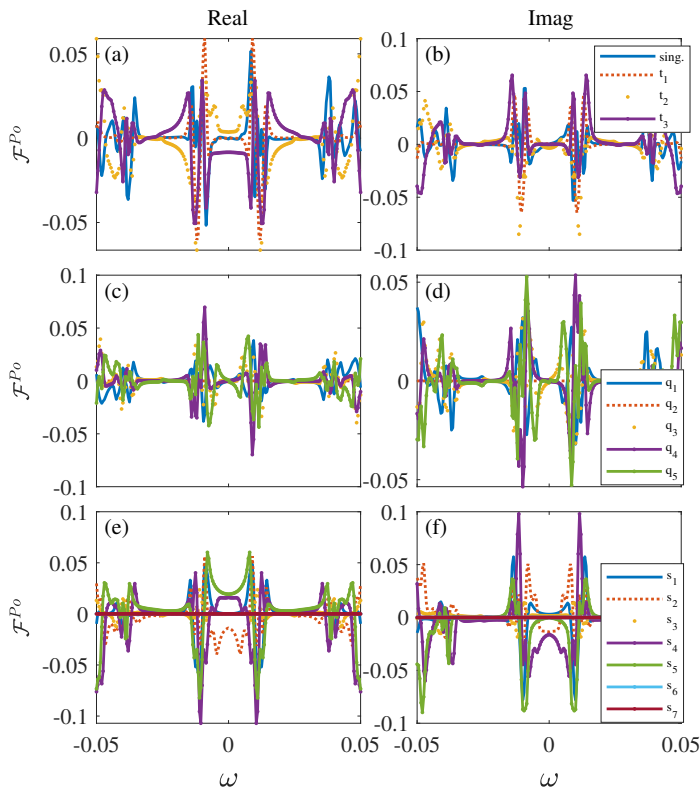 Real
Imag
(a)
0.05
0
-0.05
𝓕^{Po}
(b)
0.1
0.05
0
-0.05
-0.1
sing.
t_1
t_2
t_3
(c)
0.1
0.05
0
-0.05
-0.1
𝓕^{Po}
(d)
0.05
0
-0.05
q_1
q_2
q_3
q_4
q_5
(e)
0.1
0.05
0
-0.05
-0.1
𝓕^{Po}
-0.05
0
0.05
ω
(f)
0.1
0.05
0
-0.05
-0.1
s_1
s_2
s_3
s_4
s_5
s_6
s_7
-0.05
0
0.05
ω